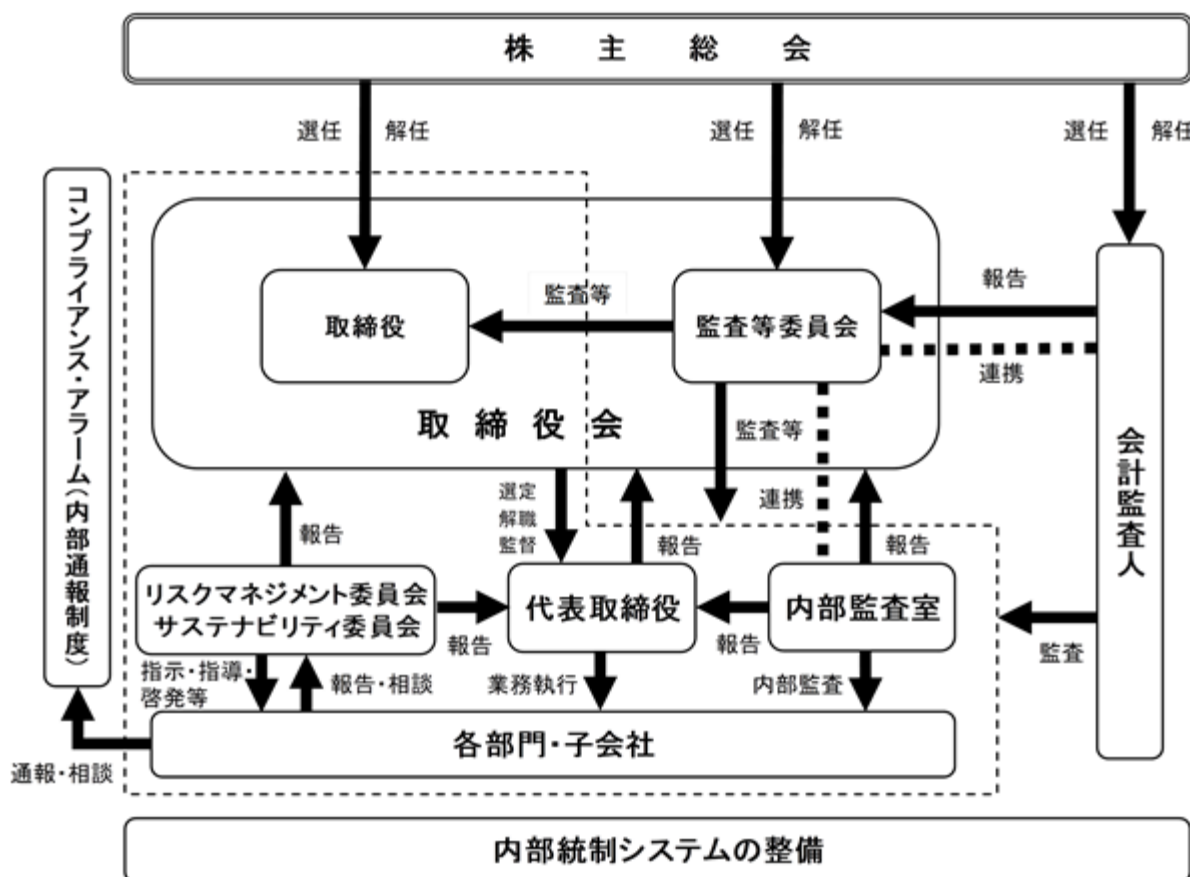 株主総会
選任
解任
選任
解任
選任
解任
コンプライアンス・アラーム(内部通報制度)
取締役
監査等
監査等委員会
報告
連携
取締役会
監査等
連携
会計監査人
選定
解職
監督
報告
報告
報告
リスクマネジメント委員会
サステナビリティ委員会
報告
代表取締役
報告
内部監査室
監査
指示・指導・
啓発等
報告・相談
業務執行
内部監査
各部門・子会社
通報・相談
内部統制システムの整備